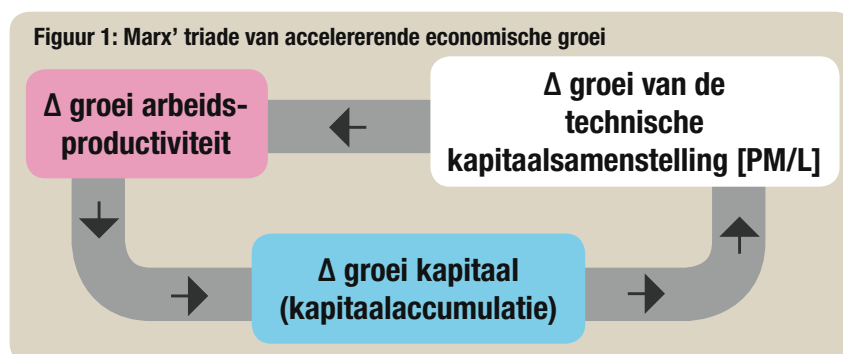 Figuur 1: Marx’ triade van accelererende economische groei
Δ groei arbeids-
productiviteit
Δ groei van de
technische
kapitaalsamenstelling [PM/L]
Δ groei kapitaal
(kapitaalaccumulatie)